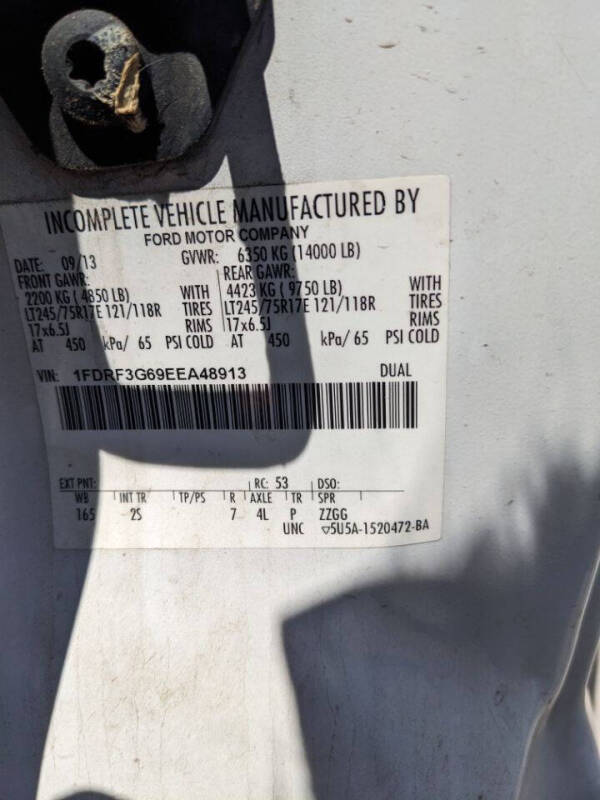 INCOMPLETE VEHICLE MANUFACTURED BY
FORD MOTOR COMPANY
DATE: 09/13 GVWR: 6350 KG (14000 LB)
FRONT GAWR: REAR GAWR:
2200 KG ( 4850 LB) WITH 4423 KG ( 9750 LB) WITH
LT245/75R17E 121/118R TIRES LT245/75R17E 121/118R TIRES
17x6.5J RIMS 17x6.5J RIMS
AT 450 kPa/ 65 PSI COLD AT 450 kPa/ 65 PSI COLD
VIN: 1FDRF3G69EEA48913 DUAL
EXT PNT: RC: 53 DSO:
WB INT TR TP/PS R AXLE TR SPR
165 2S 7 4L P ZZGG
UNC ▽5U5A-1520472-BA